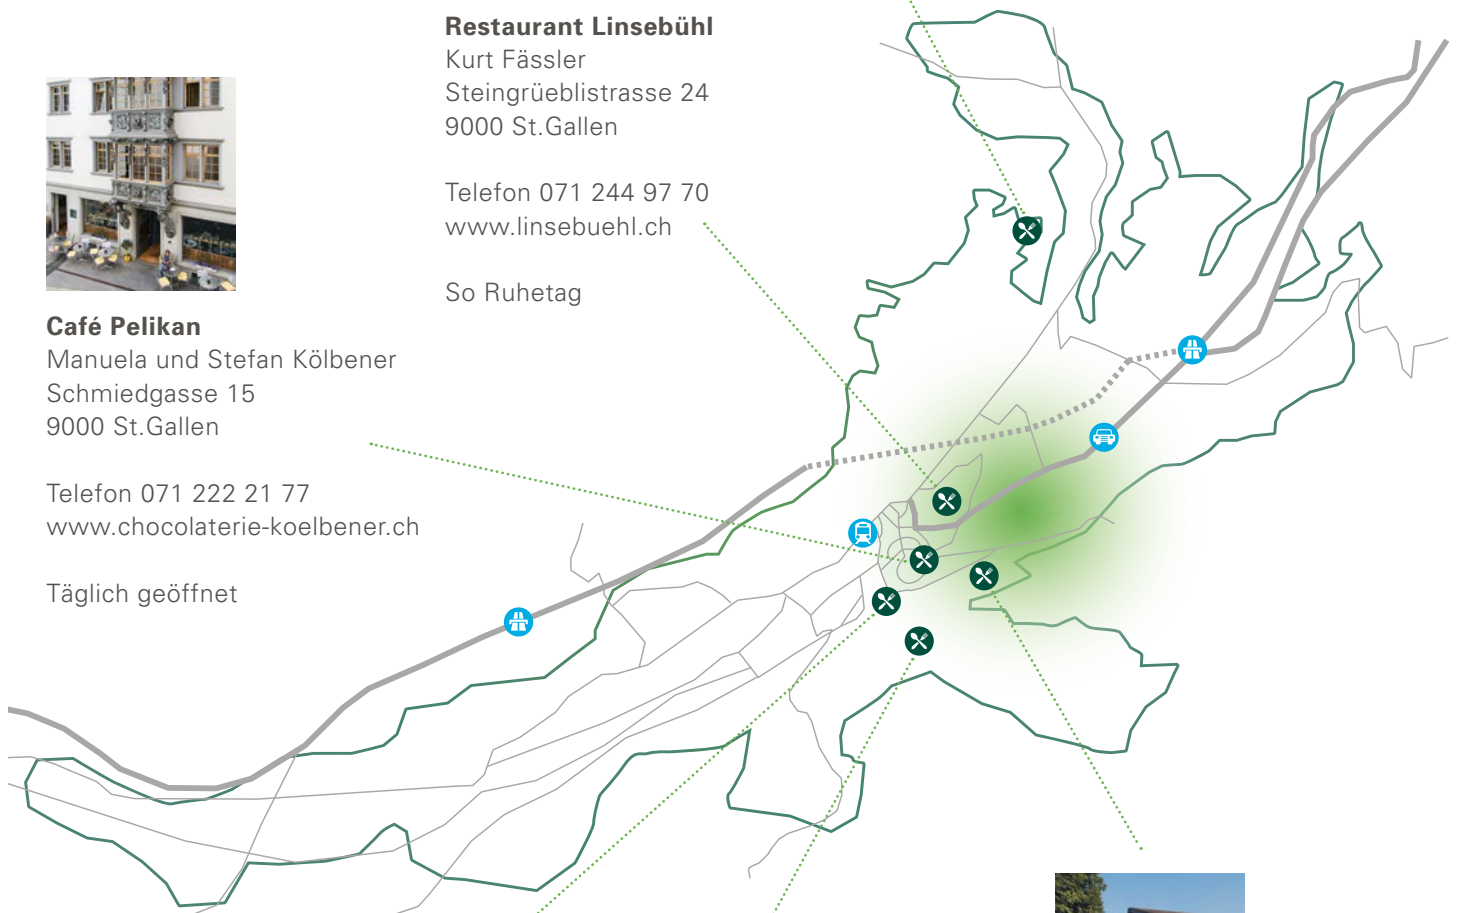 Restaurant Linsebühl
Kurt Fässler
Steingrüeblistrasse 24
9000 St.Gallen
Telefon 071 244 97 70
www.linsebuehl.ch
So Ruhetag
Café Pelikan
Manuela und Stefan Kölbener
Schmiedgasse 15
9000 St.Gallen
Telefon 071 222 21 77
www.chocolaterie-koelbener.ch
Täglich geöffnet